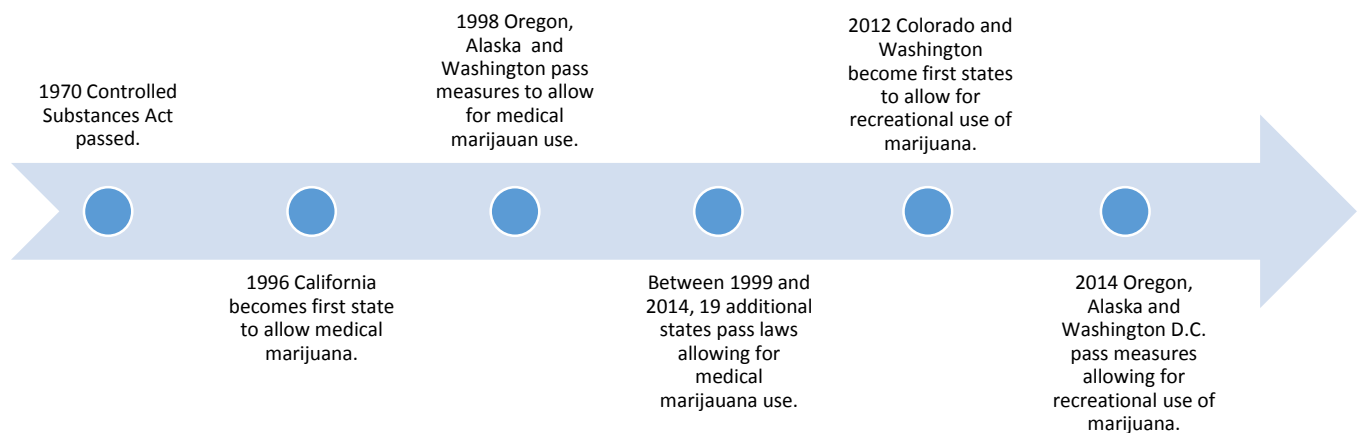 1970 Controlled
Substances Act
passed.
1996 California
becomes first state
to allow medical
marijuana.
1998 Oregon,
Alaska and
Washington pass
measures to allow
for medical
marijauan use.
Between 1999 and
2014, 19 additional
states pass laws
allowing for
medical
marijauana use.
2012 Colorado and
Washington
become first states
to allow for
recreational use of
marijuana.
2014 Oregon,
Alaska and
Washington D.C.
pass measures
allowing for
recreational use of
marijuana.